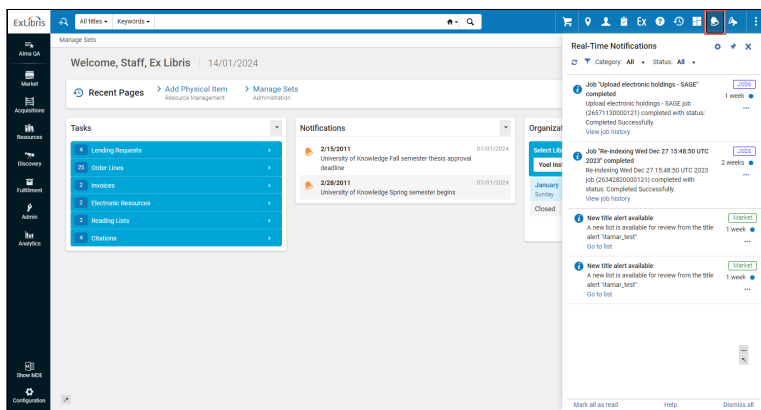 ExLibris
All titles
Keywords
Ex
Alma QA
Market
Acquisitions
Resources
Discovery
Fulfillment
Admin
Analytics
Show MDE
Configuration
Manage Sets
Welcome, Staff, Ex Libris | 14/01/2024
Recent Pages
> Add Physical Item
Resource Management
> Manage Sets
Administration
Tasks
4 Lending Requests
25 Order Lines
2 Invoices
2 Electronic Resources
2 Reading Lists
4 Citations
Notifications
2/15/2011 07/01/2024
University of Knowledge Fall semester thesis approval
deadline
2/28/2011 07/01/2024
University of Knowledge Spring semester begins
Organizat
Select Lib
Yoel Inst
January
Sunday
Closed
Real-Time Notifications
Category: All Status: All
Job "Upload electronic holdings - SAGE" Jobs
completed 1 week
Upload electronic holdings - SAGE job
(26571130000121) completed with status:
Completed Successfully.
View job history
Job "Re-indexing Wed Dec 27 15:48:50 UTC Jobs
2023" completed 2 weeks
Re-indexing Wed Dec 27 15:48:50 UTC 2023
job (26342820000121) completed with
status: Completed Successfully.
View job history
New title alert available Market
A new list is available for review from the title 1 week
alert "itamar_test"
Go to list
New title alert available Market
A new list is available for review from the title 1 week
alert "itamar_test"
Go to list
Mark all as read Help Dismiss all